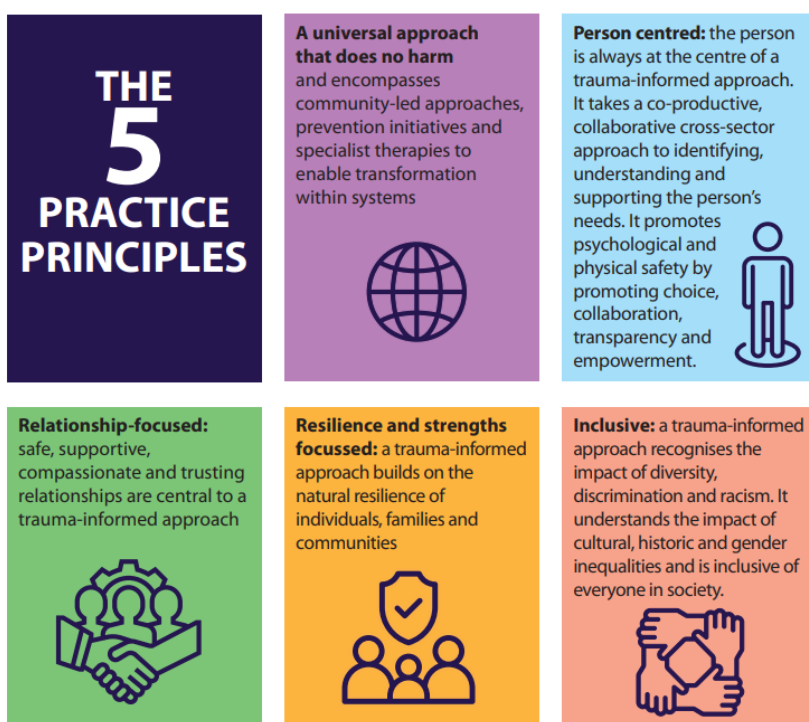 THE
5
PRACTICE
PRINCIPLES
A universal approach
that does no harm
and encompasses
community-led approaches,
prevention initiatives and
specialist therapies to
enable transformation
within systems
Person centred: the person
is always at the centre of a
trauma-informed approach.
It takes a co-productive,
collaborative cross-sector
approach to identifying,
understanding and
supporting the person’s
needs. It promotes
psychological and
physical safety by
promoting choice,
collaboration,
transparency and
empowerment.
Relationship-focused:
safe, supportive,
compassionate and trusting
relationships are central to a
trauma-informed approach
Resilience and strengths
focussed: a trauma-informed
approach builds on the
natural resilience of
individuals, families and
communities
Inclusive: a trauma-informed
approach recognises the
impact of diversity,
discrimination and racism. It
understands the impact of
cultural, historic and gender
inequalities and is inclusive of
everyone in society.